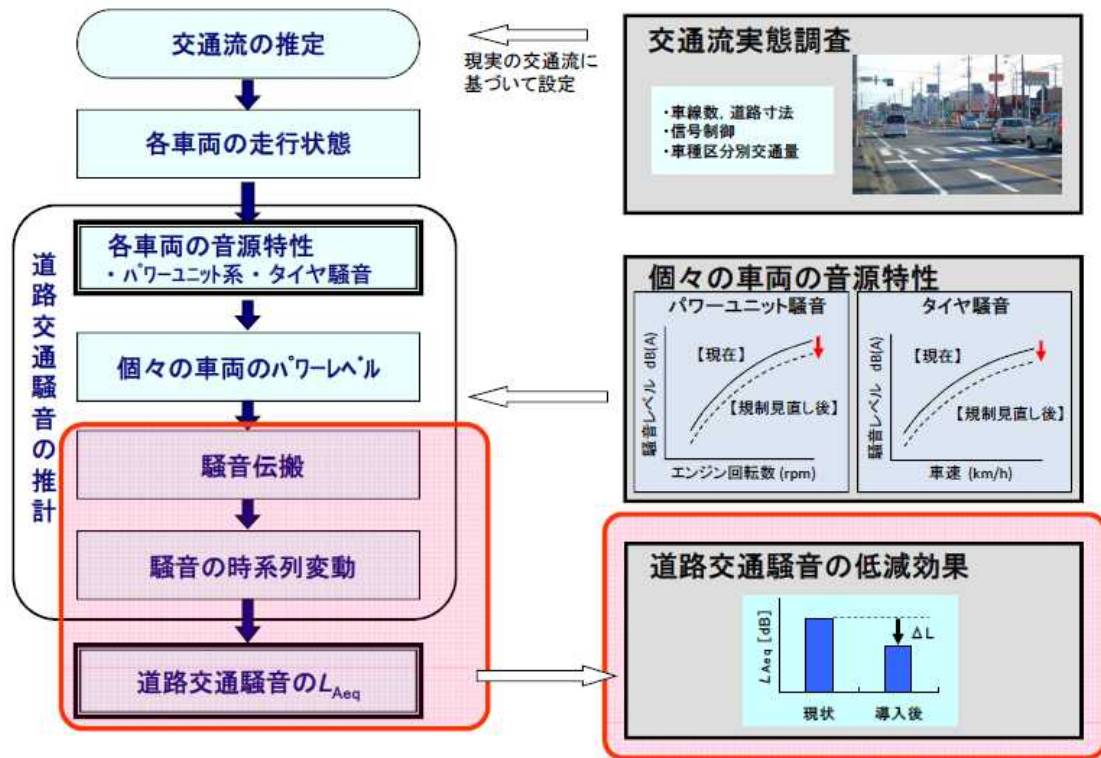 交通流の推定
現実の交通流に
基づいて設定
各車両の走行状態
道路交通騒音の推計
各車両の音源特性
・パワーユニット系・タイヤ騒音
個々の車両のパワーレベル
騒音伝搬
騒音の時系列変動
道路交通騒音のLAeq
交通流実態調査
・車線数, 道路寸法
・信号制御
・車種区分別交通量
個々の車両の音源特性
パワーユニット騒音
騒音レベル dB(A)
【現在】
【規制見直し後】
エンジン回転数 (rpm)
タイヤ騒音
騒音レベル dB(A)
【現在】
【規制見直し後】
車速 (km/h)
道路交通騒音の低減効果
LAeq [dB]
ΔL
現状
導入後